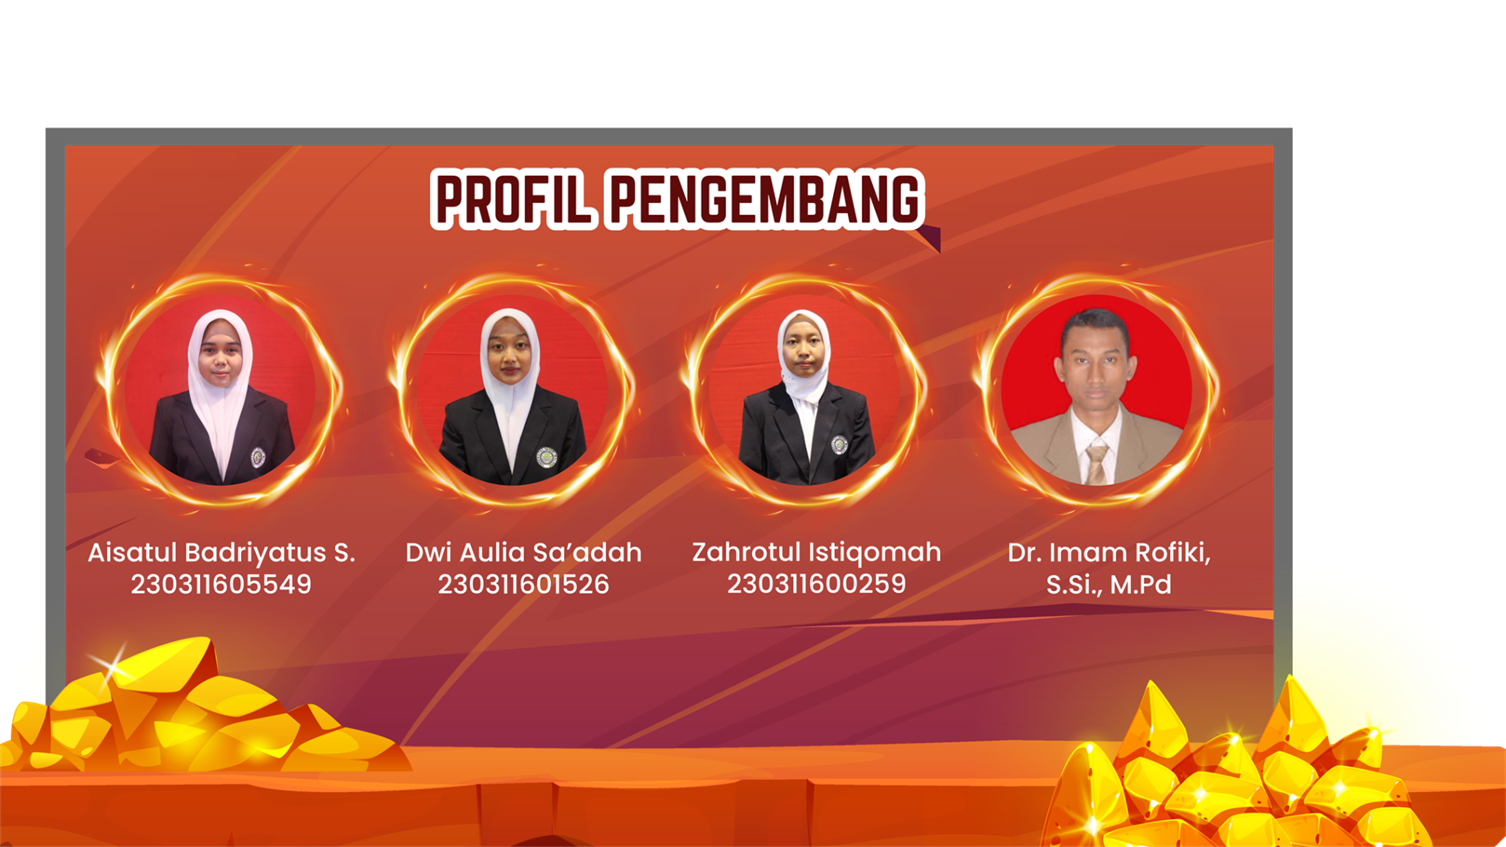 PROFIL PENGEMBANG
Aisatul Badriyatus S.
230311605549
Dwi Aulia Sa’adah
230311601526
Zahrotul Istiqomah
230311600259
Dr. Imam Rofiki,
S.Si., M.Pd